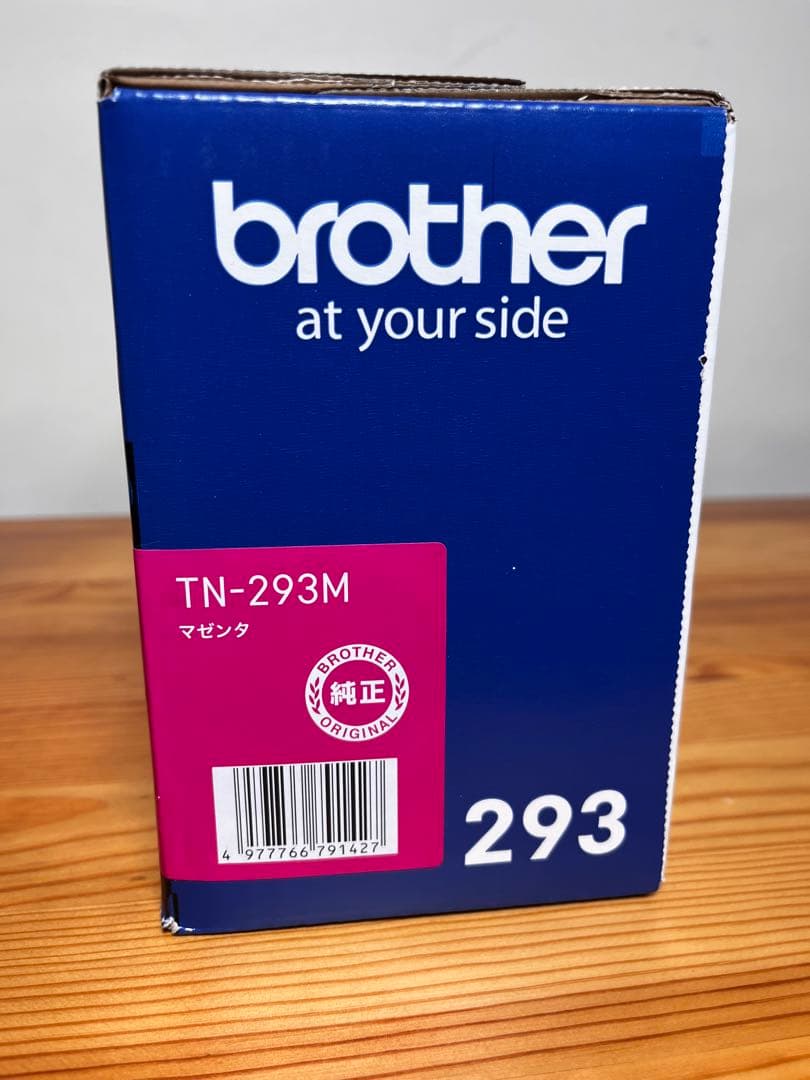 brother
at your side
TN-293M
マゼンタ
BROTHER
純正
ORIGINAL
4 977766 791427
293